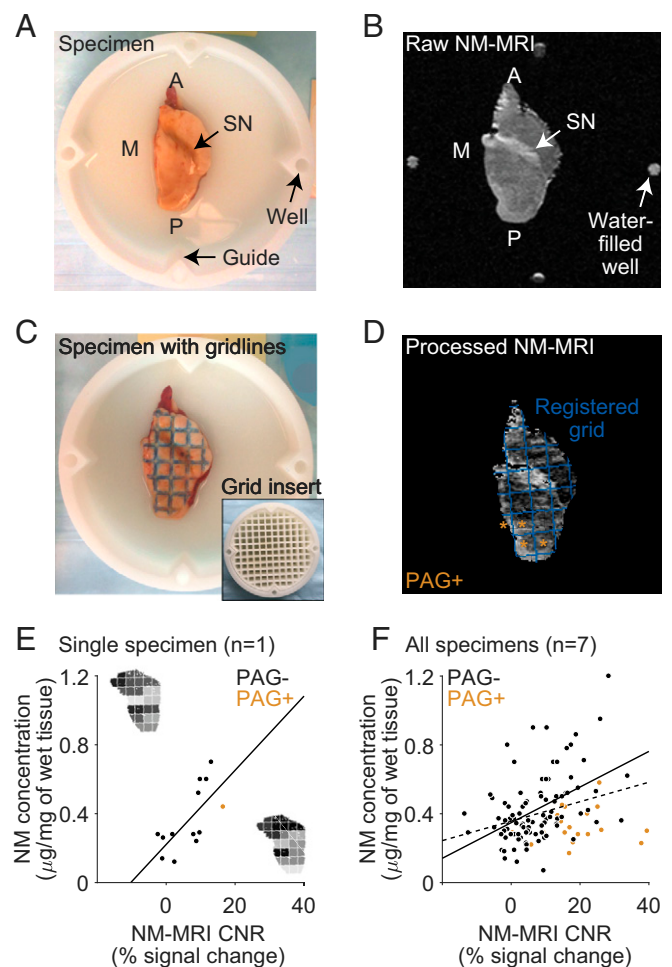 A
Specimen
A
SN
M
P
Well
Guide
B
Raw NM-MRI
A
SN
M
P
Water-
filled
well
C
Specimen with gridlines
Grid insert
D
Processed NM-MRI
Registered
grid
* *
* *
PAG+
E Single specimen (n=1)
PAG-
PAG+
NM concentration
(μg/mg of wet tissue)
1.2
0.8
0.4
0
0 20 40
NM-MRI CNR
(% signal change)
F All specimens (n=7)
PAG-
PAG+
NM concentration
(μg/mg of wet tissue)
1.2
0.8
0.4
0
0 20 40
NM-MRI CNR
(% signal change)